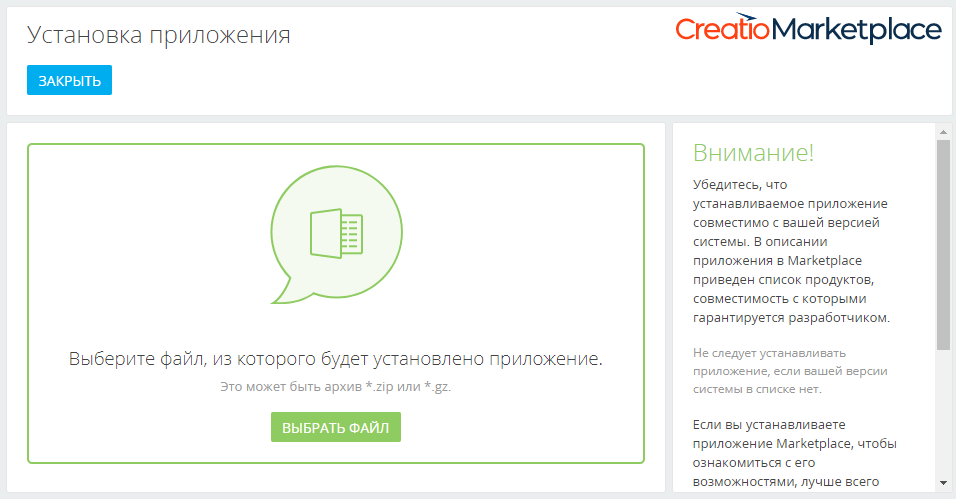 Установка приложения
Creatio Marketplace
ЗАКРЫТЬ
Выберите файл, из которого будет установлено приложение.
Это может быть архив *.zip или *.gz.
ВЫБРАТЬ ФАЙЛ
Внимание!
Убедитесь, что
устанавливаемое приложение
совместимо с вашей версией
системы. В описании
приложения в Marketplace
приведен список продуктов,
совместимость с которыми
гарантируется разработчиком.
Не следует устанавливать
приложение, если вашей версии
системы в списке нет.
Если вы устанавливаете
приложение Marketplace, чтобы
ознакомиться с его
возможностями, лучше всего